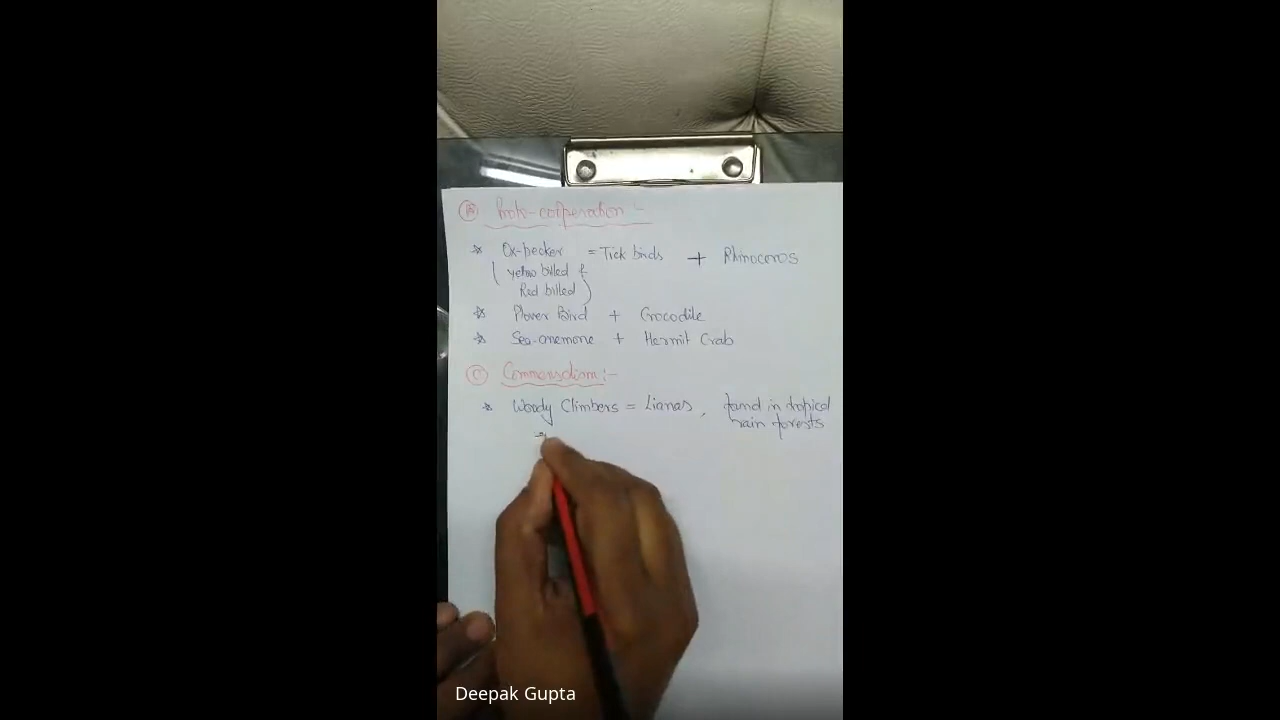 Ⓑ Proto-cooperation :-
☆ Ox-pecker = Tick birds + Rhinoceros
( Yellow billed &
Red billed )
☆ Plover Bird + Crocodile
☆ Sea-anemone + Hermit Crab
Ⓒ Commensalism :-
* Woody Climbers = Lianas, found in tropical
rain forests
Deepak Gupta